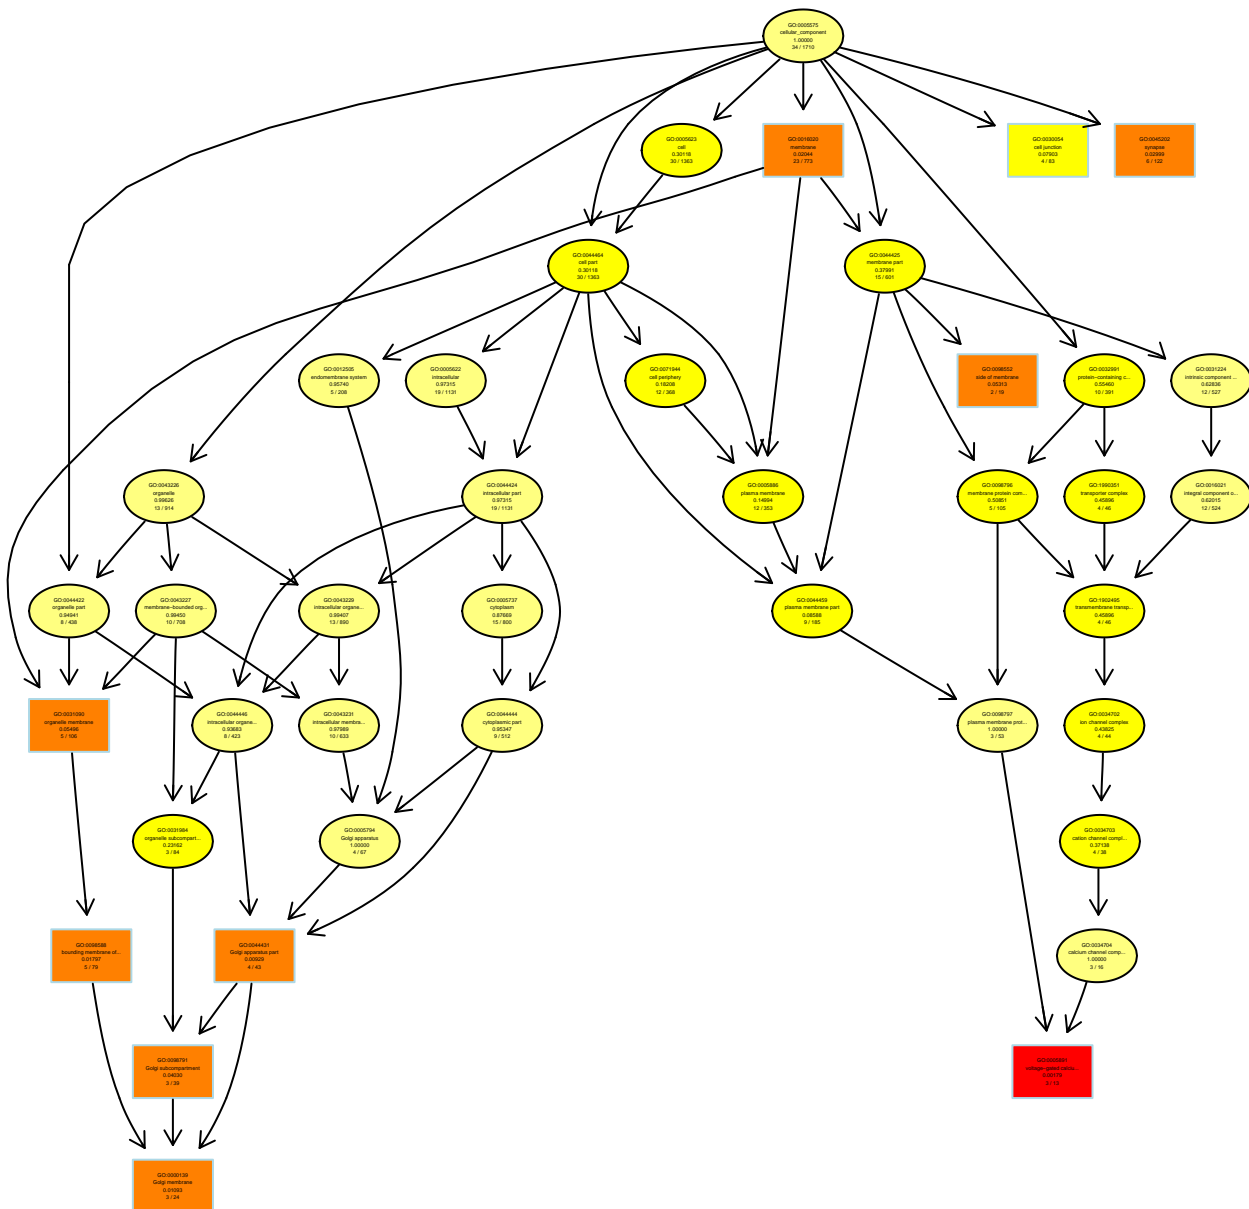 GO:0005575
cellular_component
1.00000
34 / 1710
GO:0005623
cell
0.30118
30 / 1363
GO:0016020
membrane
0.02044
23 / 773
GO:0030054
cell junction
0.07903
4 / 83
GO:0045202
synapse
0.02999
6 / 122
GO:0044464
cell part
0.30118
30 / 1363
GO:0044425
membrane part
0.37991
15 / 601
GO:0012505
endomembrane system
0.95740
5 / 208
GO:0005622
intracellular
0.97315
19 / 1131
GO:0071944
cell periphery
0.18208
12 / 368
GO:0098552
side of membrane
0.05313
2 / 19
GO:0032991
protein-containing c...
0.55460
10 / 391
GO:0031224
intrinsic component ...
0.62836
12 / 527
GO:0043226
organelle
0.99626
13 / 914
GO:0044424
intracellular part
0.97315
19 / 1131
GO:0005886
plasma membrane
0.14894
12 / 353
GO:0098796
membrane protein com...
0.50851
5 / 105
GO:1990351
transporter complex
0.45896
4 / 46
GO:0016021
integral component o...
0.62015
12 / 524
GO:0044422
organelle part
0.94941
8 / 438
GO:0043227
membrane-bounded org...
0.99450
10 / 708
GO:0043229
intracellular organe...
0.99407
13 / 890
GO:0005737
cytoplasm
0.87669
15 / 800
GO:0044459
plasma membrane part
0.08588
9 / 185
GO:1902495
transmembrane transp...
0.45896
4 / 46
GO:0031090
organelle membrane
0.05496
5 / 106
GO:0044446
intracellular organe...
0.93683
8 / 423
GO:0043231
intracellular membra...
0.97989
10 / 633
GO:0044444
cytoplasmic part
0.95347
9 / 512
GO:0098797
plasma membrane prot...
1.00000
3 / 53
GO:0034702
ion channel complex
0.43825
4 / 44
GO:0031984
organelle subcompart...
0.23162
3 / 84
GO:0005794
Golgi apparatus
1.00000
4 / 67
GO:0034703
cation channel compl...
0.37138
4 / 38
GO:0098588
bounding membrane of...
0.01797
5 / 79
GO:0044431
Golgi apparatus part
0.00929
4 / 43
GO:0034704
calcium channel comp...
1.00000
3 / 16
GO:0098791
Golgi subcompartment
0.04030
3 / 39
GO:0005891
voltage-gated calci...
3 / 13
GO:0000139
Golgi membrane
0.01093
3 / 24